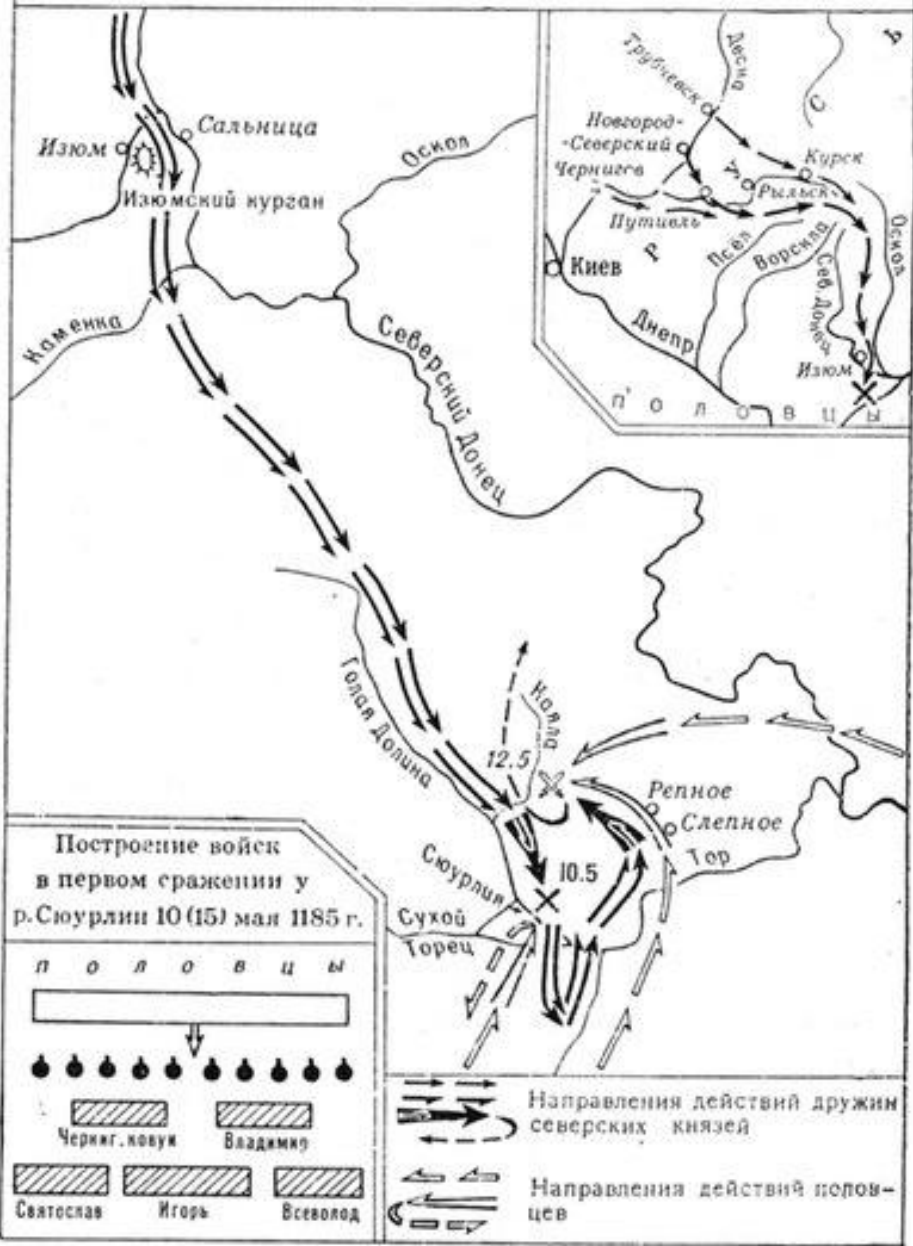 Сальница
Изюм
Изюмский курган
Оскол
Каменка
Северский Донец
Голая Долина
Каяла
12.5
Репное
Слепное
Тор
10.5
Сюурлия
Сухой
Торец
Десна
Трубчевск
Новгород-
-Северский
Чернигов
Курск
Рыльск
Путивль
Р
У
С
Ь
Псел
Ворскла
Сев. Донец
Оскол
Киев
Днепр
Изюм
П О Л О В Ц Ы
Построение войск
в первом сражении у
р. Сюурлии 10 (15) мая 1185 г.
П О Л О В Ц Ы
Черниг. ковуи
Владимир
Святослав
Игорь
Всеволод
Направления действий дружин
северских князей
Направления действий полов-
цев